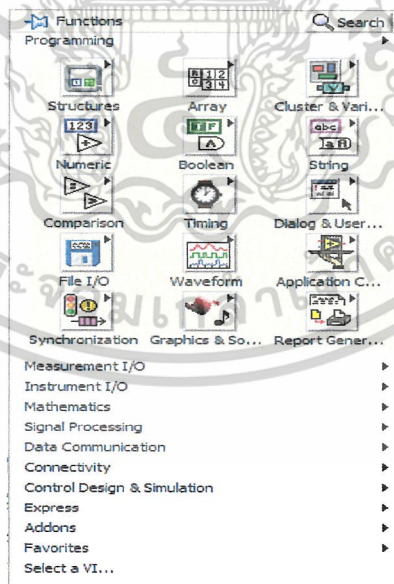 Functions Search
Programming
Structures Array Cluster & Vari...
Numeric Boolean String
Comparison Timing Dialog & User...
File I/O Waveform Application C...
Synchronization Graphics & So... Report Gener...
Measurement I/O
Instrument I/O
Mathematics
Signal Processing
Data Communication
Connectivity
Control Design & Simulation
Express
Addons
Favorites
Select a VI...